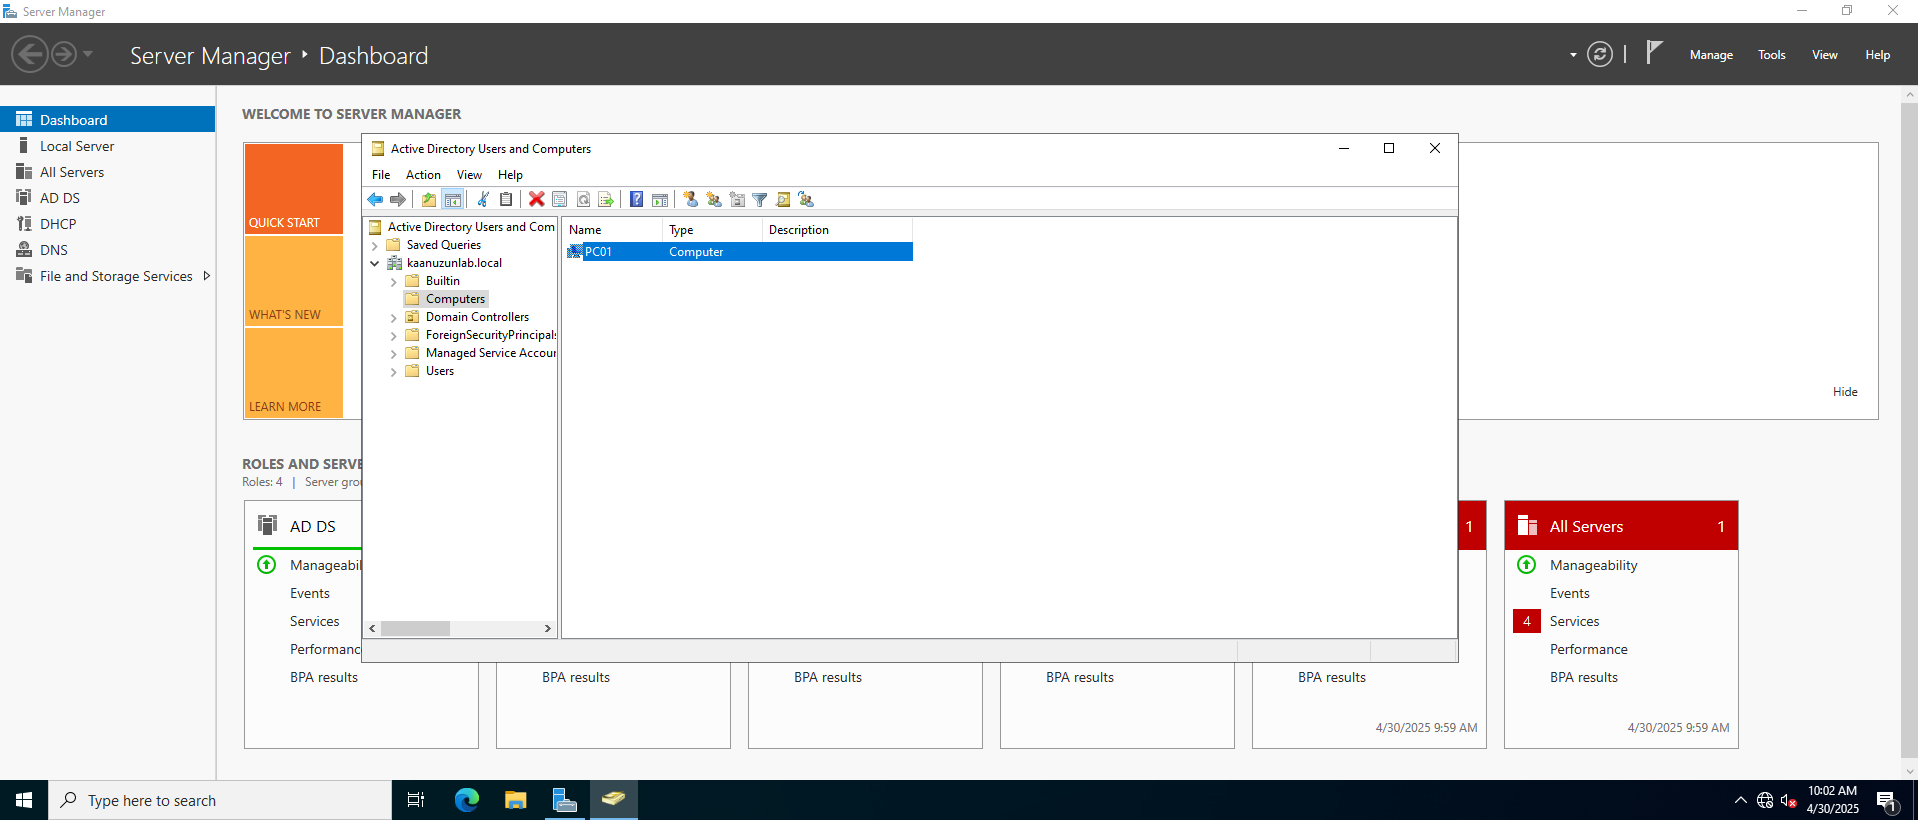 Server Manager
Server Manager ‣ Dashboard
Manage Tools View Help
Dashboard
Local Server
All Servers
AD DS
DHCP
DNS
File and Storage Services
WELCOME TO SERVER MANAGER
QUICK START
WHAT'S NEW
LEARN MORE
Hide
Active Directory Users and Computers
File Action View Help
Active Directory Users and Com
Saved Queries
kaanuzunlab.local
Builtin
Computers
Domain Controllers
ForeignSecurityPrincipals
Managed Service Accour
Users
Name Type Description
PC01 Computer
ROLES AND SERVE
Roles: 4 | Server grou
AD DS
Manageabil
Events
Services
Performanc
BPA results
BPA results
BPA results
BPA results
1
BPA results
4/30/2025 9:59 AM
All Servers 1
Manageability
Events
4 Services
Performance
BPA results
4/30/2025 9:59 AM
Type here to search
10:02 AM
4/30/2025
1